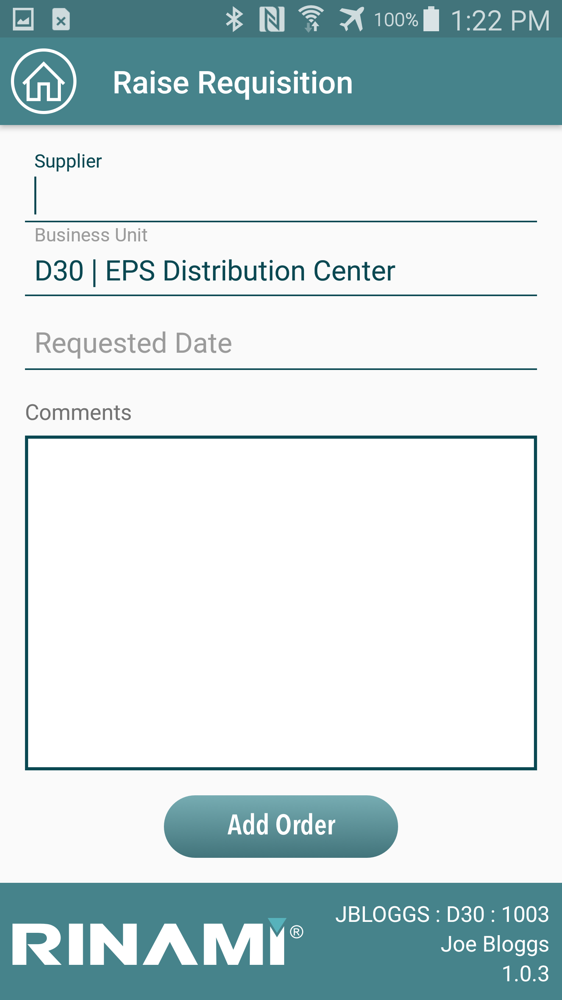 100% 1:22 PM
Raise Requisition
Supplier
Business Unit
D30 | EPS Distribution Center
Requested Date
Comments
Add Order
RINAMI®
JBLOGGS : D30 : 1003
Joe Bloggs
1.0.3